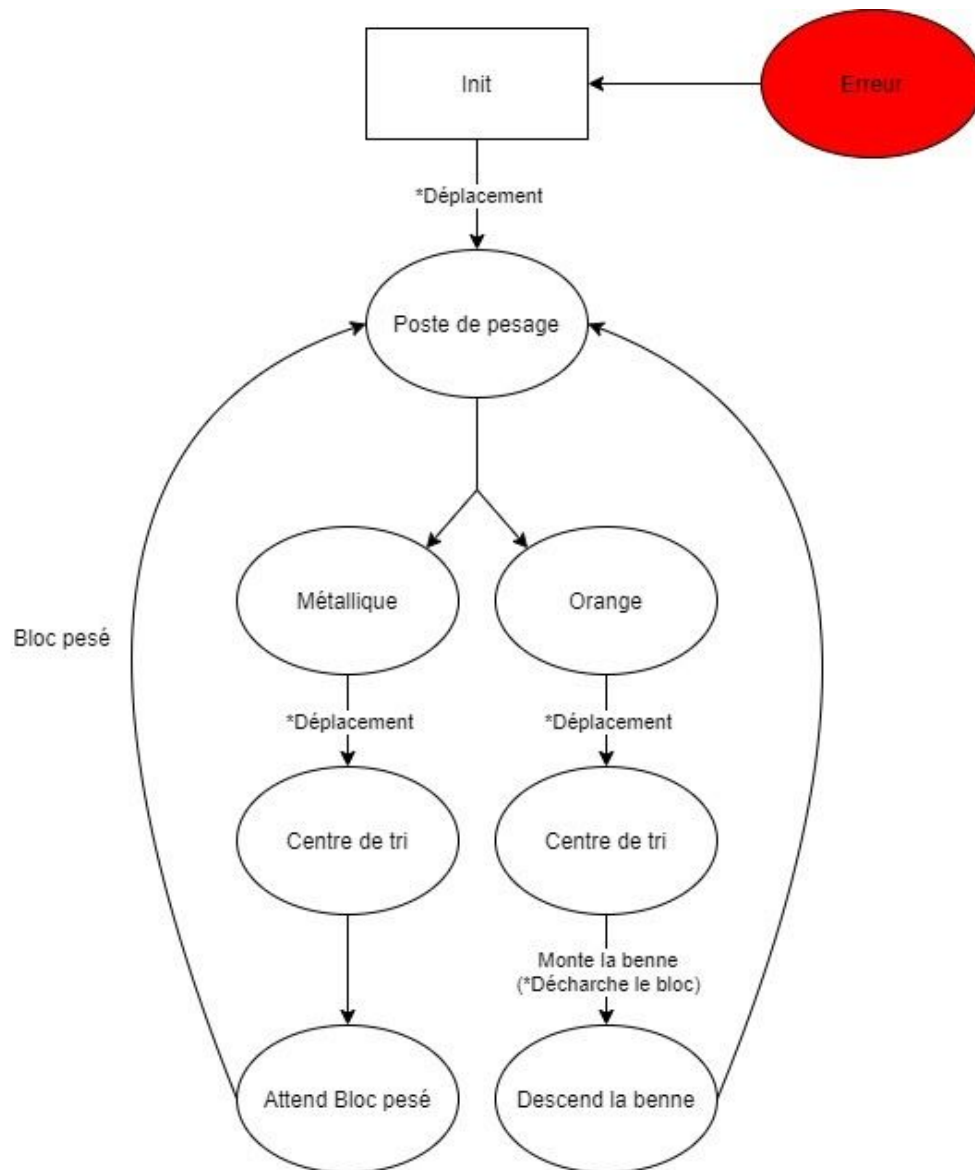 Init
Erreur
*Déplacement
Poste de pesage
Métallique
Orange
Bloc pesé
*Déplacement
*Déplacement
Centre de tri
Centre de tri
Monte la benne
(*Décharche le bloc)
Attend Bloc pesé
Descend la benne